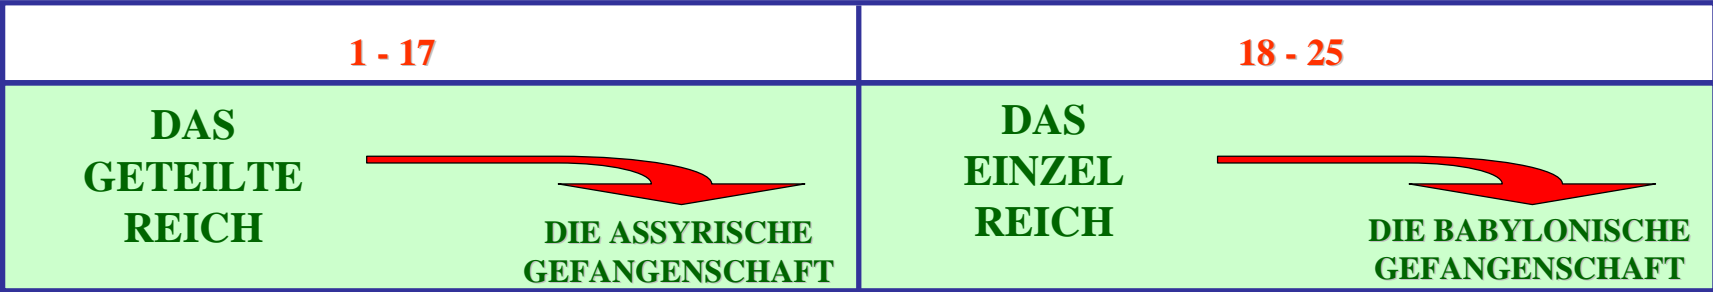 1 - 17
18 - 25
DAS
GETEILTE
REICH
DIE ASSYRISCHE
GEFANGENSCHAFT
DAS
EINZEL
REICH
DIE BABYLONISCHE
GEFANGENSCHAFT